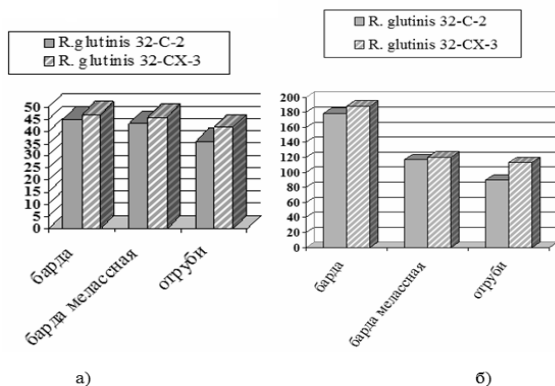 R.glutinis 32-С-2
R. glutinis 32-СХ-3
50
45
40
35
30
25
20
15
10
5
0
барда
барда мелассная
отруби
а)
R. glutinis 32-С-2
R. glutinis 32-СХ-3
200
180
160
140
120
100
80
60
40
20
0
барда
барда мелассная
отруби
б)